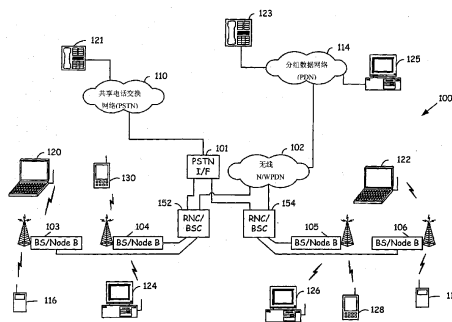 123
121
114
分组数据网络
(PDN)
125
110
共享电话交换
网络(PSTN)
100
101
102
120
PSTN
I/F
无线
N/WPDN
122
130
152
154
103
104
RNC/
BSC
RNC/
BSC
105
106
BS/Node B
BS/Node B
BS/Node B
BS/Node B
116
124
126
128